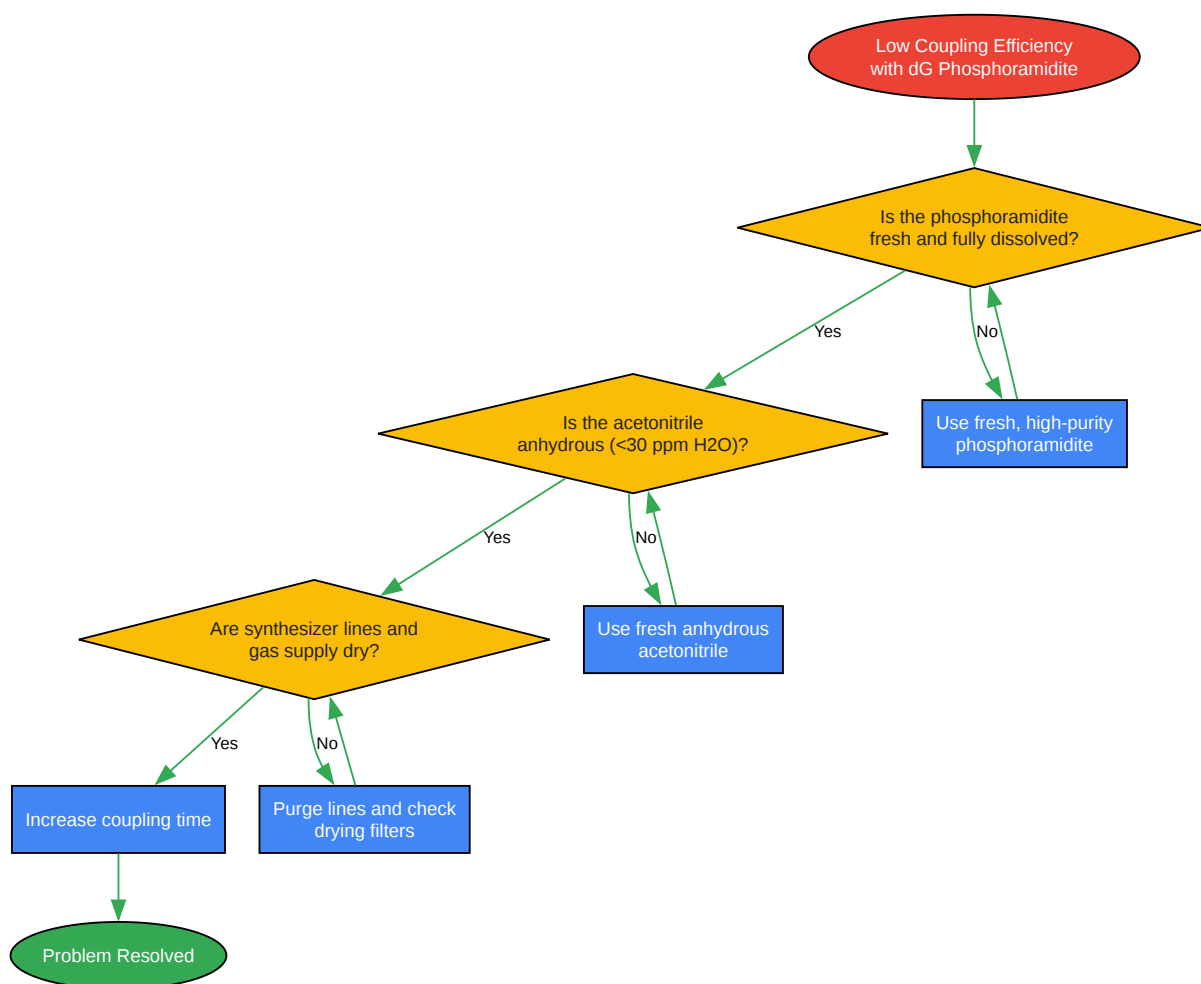 Low Coupling Efficiency
with dG Phosphoramidite
Is the phosphoramidite
fresh and fully dissolved?
Yes
No
Is the acetonitrile
anhydrous (<30 ppm H2O)?
Use fresh, high-purity
phosphoramidite
Yes
No
Are synthesizer lines and
gas supply dry?
Use fresh anhydrous
acetonitrile
Yes
No
Increase coupling time
Purge lines and check
drying filters
Problem Resolved